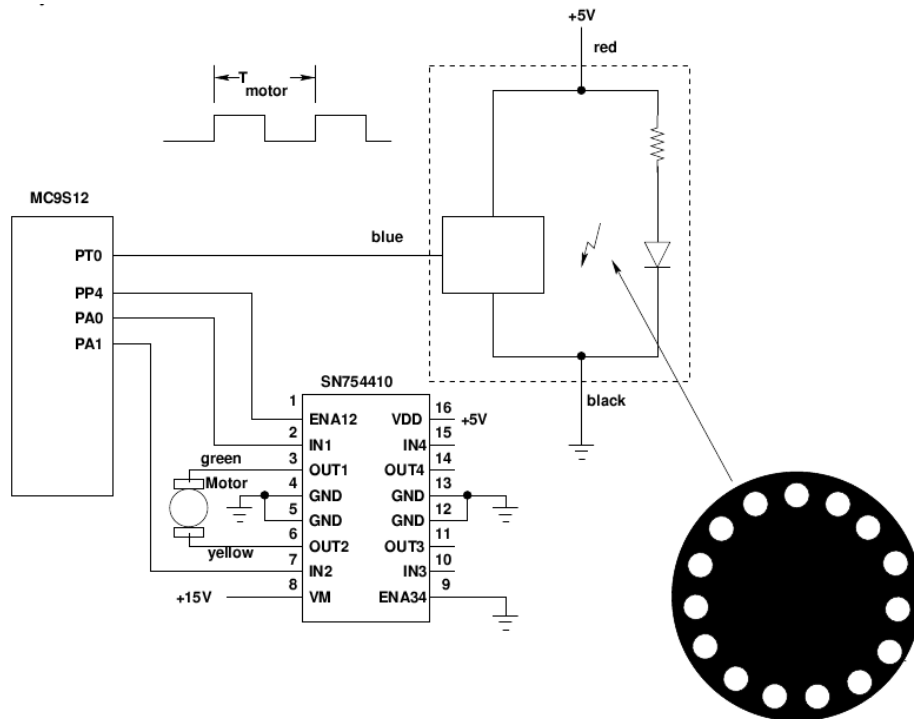 +5V
red
T
motor
MC9S12
blue
PT0
PP4
PA0
PA1
SN754410
black
1 ENA12 VDD 16 +5V
2 IN1 IN4 15
green 3 OUT1 OUT4 14
Motor 4 GND GND 13
5 GND GND 12
yellow 6 OUT2 OUT3 11
7 IN2 IN3 10
+15V 8 VM ENA34 9